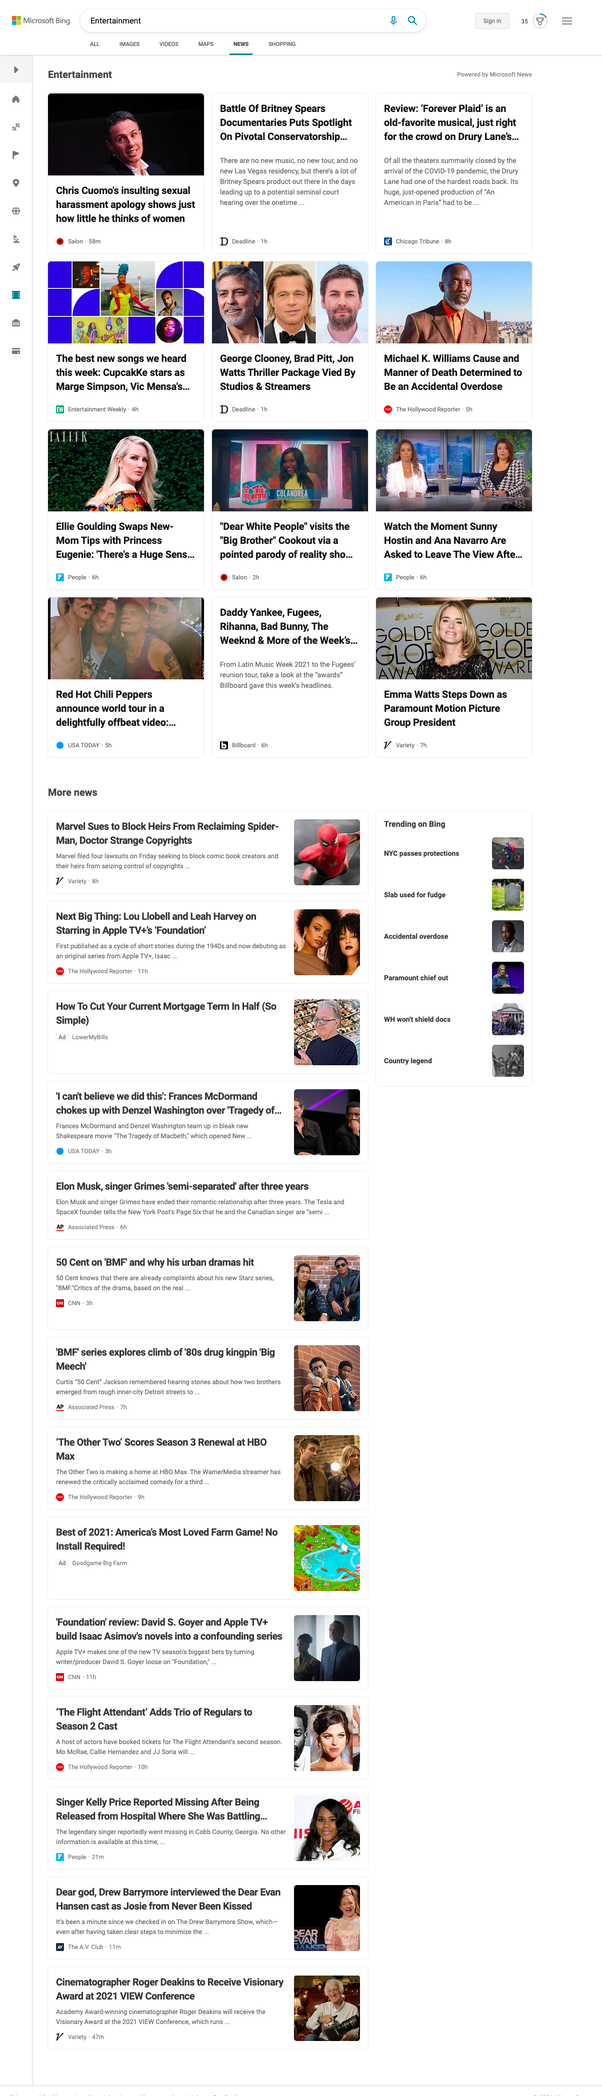 Microsoft Bing
Entertainment
Sign in
35
ALL
IMAGES
VIDEOS
MAPS
NEWS
SHOPPING
Entertainment
Powered by Microsoft News
Chris Cuomo's insulting sexual
harassment apology shows just
how little he thinks of women
Salon · 58m
Battle Of Britney Spears
Documentaries Puts Spotlight
On Pivotal Conservatorship...
There are no new music, no new tour, and no
new Las Vegas residency, but there's a lot of
Britney Spears product out there in the days
leading up to a potential seminal court
hearing over the onetime ...
Deadline · 1h
Review: 'Forever Plaid' is an
old-favorite musical, just right
for the crowd on Drury Lane's...
Of all the theaters summarily closed by the
arrival of the COVID-19 pandemic, the Drury
Lane had one of the hardest roads back. Its
huge, just-opened production of "An
American in Paris" had to be ...
Chicago Tribune · 8h
The best new songs we heard
this week: CupcakKe stars as
Marge Simpson, Vic Mensa's...
Entertainment Weekly · 4h
George Clooney, Brad Pitt, Jon
Watts Thriller Package Vied By
Studios & Streamers
Deadline · 1h
Michael K. Williams Cause and
Manner of Death Determined to
Be an Accidental Overdose
The Hollywood Reporter · 5h
TATLER
Ellie Goulding Swaps New-
Mom Tips with Princess
Eugenie: 'There's a Huge Sens...
People · 6h
COLANDREA
"Dear White People" visits the
"Big Brother" Cookout via a
pointed parody of reality sho...
Salon · 2h
Watch the Moment Sunny
Hostin and Ana Navarro Are
Asked to Leave The View Afte...
People · 6h
Red Hot Chili Peppers
announce world tour in a
delightfully offbeat video:...
USA TODAY · 5h
Daddy Yankee, Fugees,
Rihanna, Bad Bunny, The
Weeknd & More of the Week's...
From Latin Music Week 2021 to the Fugees'
reunion tour, take a look at the "awards"
Billboard gave this week's headlines.
Billboard · 6h
Emma Watts Steps Down as
Paramount Motion Picture
Group President
Variety · 7h
More news
Marvel Sues to Block Heirs From Reclaiming Spider-
Man, Doctor Strange Copyrights
Marvel filed four lawsuits on Friday seeking to block comic book creators and
their heirs from seizing control of copyrights ...
Variety · 8h
Next Big Thing: Lou Llobell and Leah Harvey on
Starring in Apple TV+'s 'Foundation'
First published as a cycle of short stories during the 1940s and now debuting as
an original series from Apple TV+, Isaac ...
The Hollywood Reporter · 11h
How To Cut Your Current Mortgage Term In Half (So
Simple)
Ad LowerMyBills
'I can't believe we did this': Frances McDormand
chokes up with Denzel Washington over 'Tragedy of...
Frances McDormand and Denzel Washington team up in bleak new
Shakespeare movie "The Tragedy of Macbeth," which opened New ...
USA TODAY · 3h
Elon Musk, singer Grimes 'semi-separated' after three years
Elon Musk and singer Grimes have ended their romantic relationship after three years. The Tesla and
SpaceX founder tells the New York Post's Page Six that he and the Canadian singer are "semi ...
Associated Press · 6h
50 Cent on 'BMF' and why his urban dramas hit
50 Cent knows that there are already complaints about his new Starz series,
"BMF."Critics of the drama, based on the real ...
CNN · 3h
'BMF' series explores climb of '80s drug kingpin 'Big
Meech'
Curtis "50 Cent" Jackson remembered hearing stories about how two brothers
emerged from rough inner-city Detroit streets to ...
Associated Press · 7h
'The Other Two' Scores Season 3 Renewal at HBO
Max
The Other Two is making a home at HBO Max. The WarnerMedia streamer has
renewed the critically acclaimed comedy for a third ...
The Hollywood Reporter · 9h
Best of 2021: America's Most Loved Farm Game! No
Install Required!
Ad Goodgame Big Farm
'Foundation' review: David S. Goyer and Apple TV+
build Isaac Asimov's novels into a confounding series
Apple TV+ makes one of the new TV season's biggest bets by turning
writer/producer David S. Goyer loose on "Foundation," ...
CNN · 11h
'The Flight Attendant' Adds Trio of Regulars to
Season 2 Cast
A host of actors have booked tickets for The Flight Attendant's second season.
Mo McRae, Callie Hernandez and JJ Soria will ...
The Hollywood Reporter · 10h
Singer Kelly Price Reported Missing After Being
Released from Hospital Where She Was Battling...
The legendary singer reportedly went missing in Cobb County, Georgia. No other
information is available at this time, ...
People · 21m
Dear god, Drew Barrymore interviewed the Dear Evan
Hansen cast as Josie from Never Been Kissed
It's been a minute since we checked in on The Drew Barrymore Show, which—
even after having taken clear steps to minimize the ...
The A.V. Club · 11m
Cinematographer Roger Deakins to Receive Visionary
Award at 2021 VIEW Conference
Academy Award-winning cinematographer Roger Deakins will receive the
Visionary Award at the 2021 VIEW Conference, which runs ...
Variety · 47m
Trending on Bing
NYC passes protections
Slab used for fudge
Accidental overdose
Paramount chief out
WH won't shield docs
Country legend